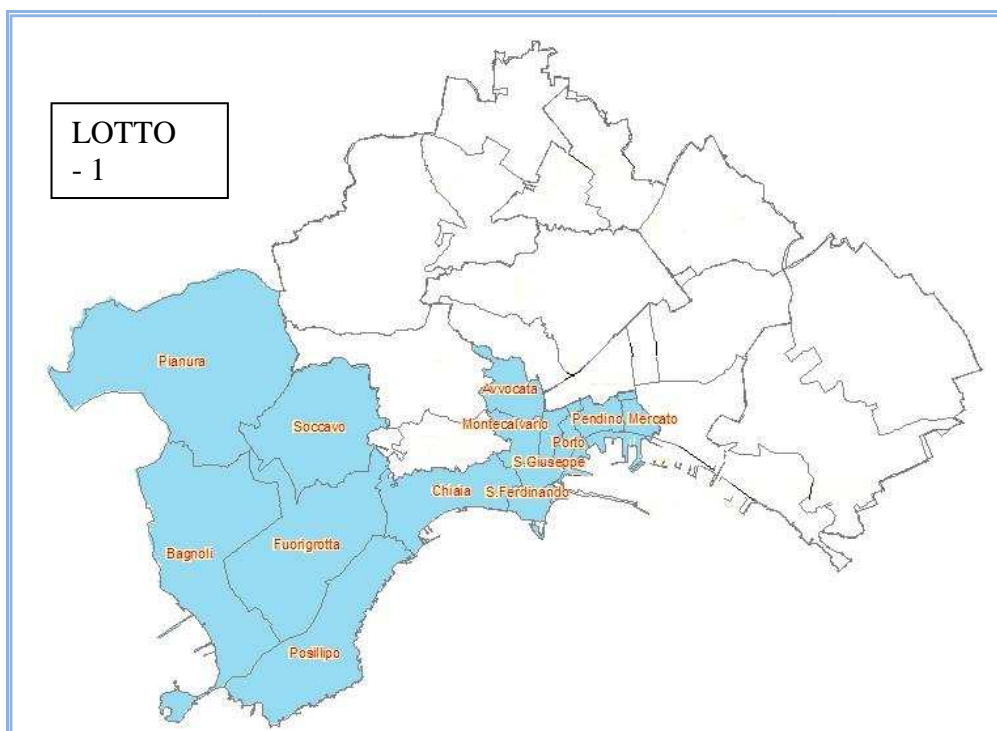 LOTTO
- 1
Pianura
Avvocata
Soccavo
Montecalvario
Pendino
Mercato
Porto
S.Giuseppe
Chiaia
S.Ferdinando
Fuorigrotta
Bagnoli
Posillipo